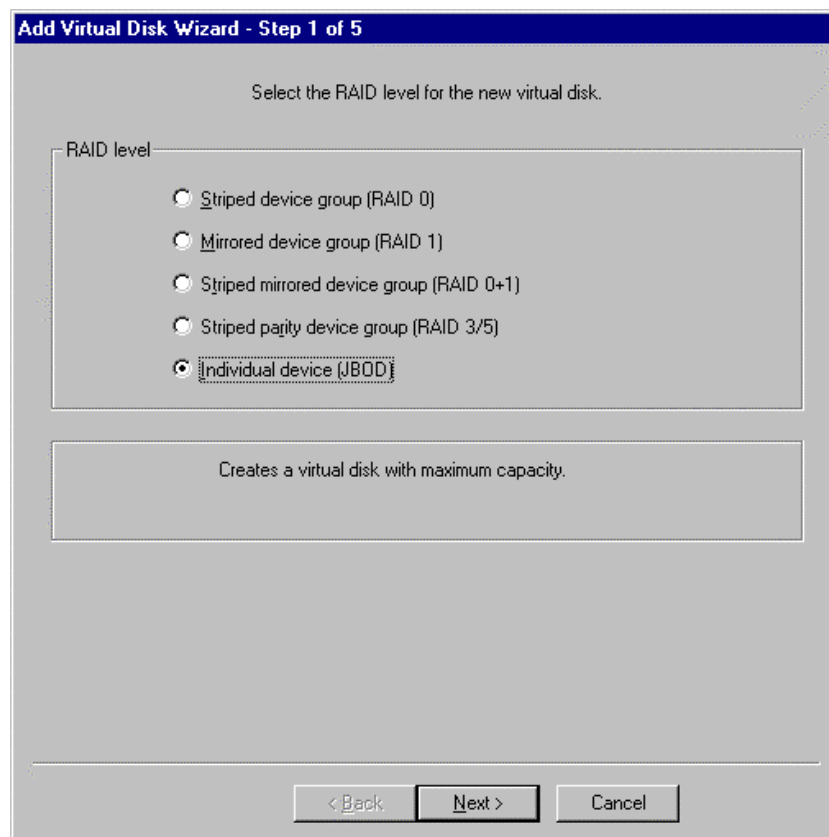 Add Virtual Disk Wizard - Step 1 of 5
Select the RAID level for the new virtual disk.
RAID level
Striped device group (RAID 0)
Mirrored device group (RAID 1)
Striped mirrored device group (RAID 0+1)
Striped parity device group (RAID 3/5)
Individual device (JBOD)
Creates a virtual disk with maximum capacity.
< Back Next > Cancel